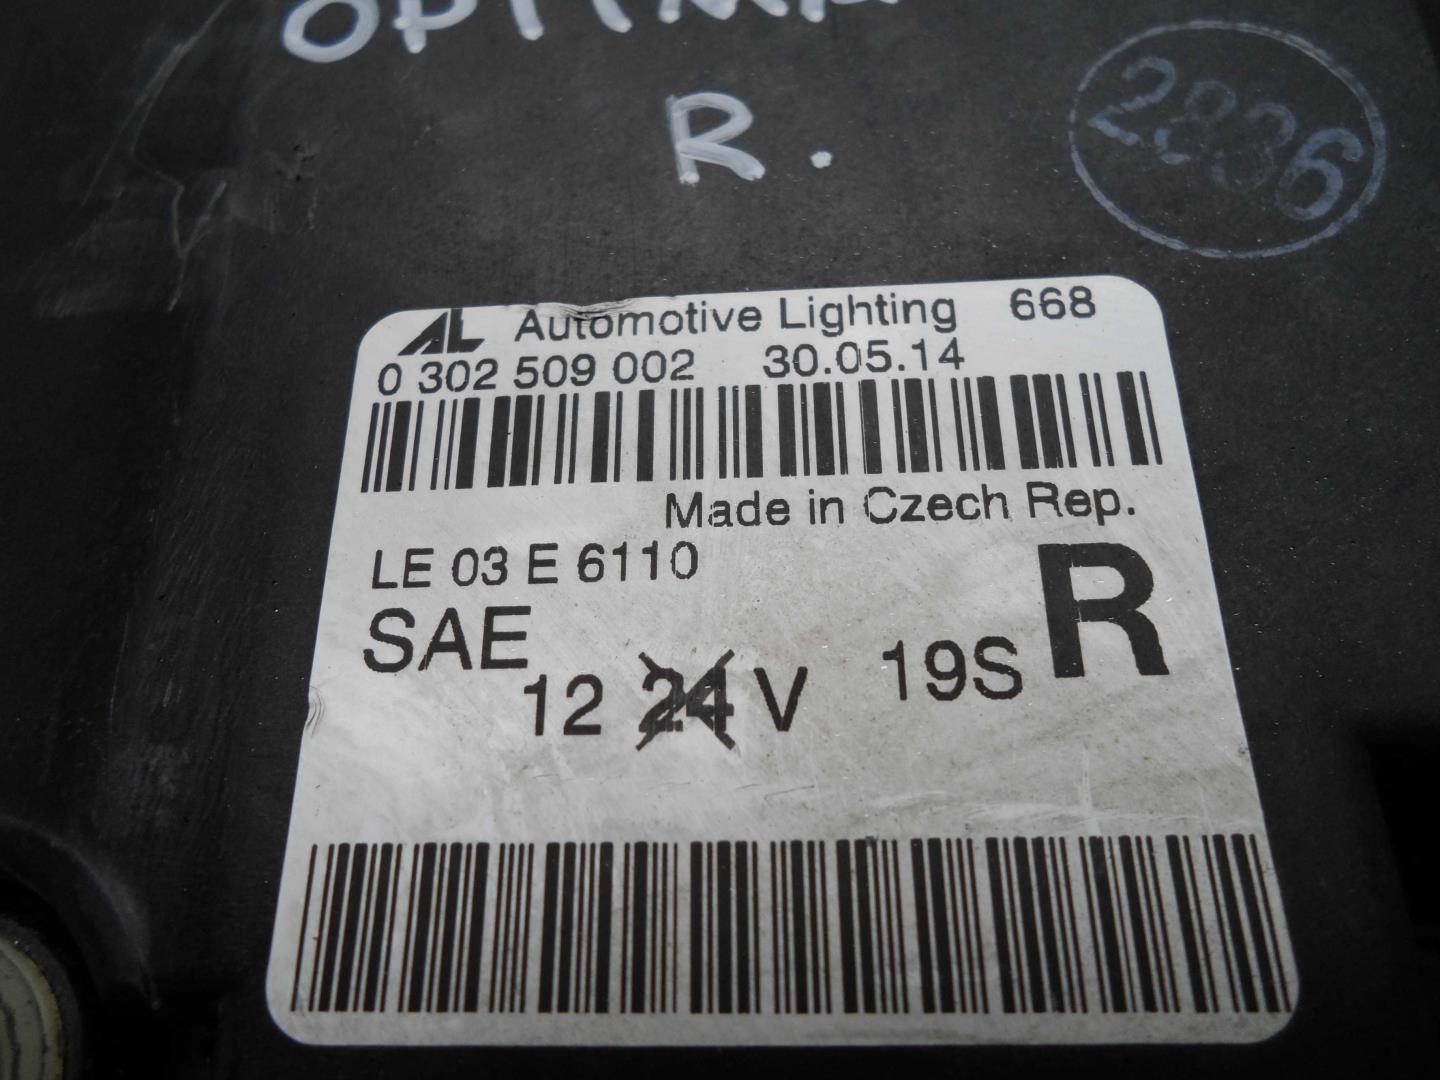 OPTIMA
R.
2836
AL Automotive Lighting 668
0 302 509 002 30.05.14
Made in Czech Rep.
LE 03 E 6110
SAE
12 24 V 19S R